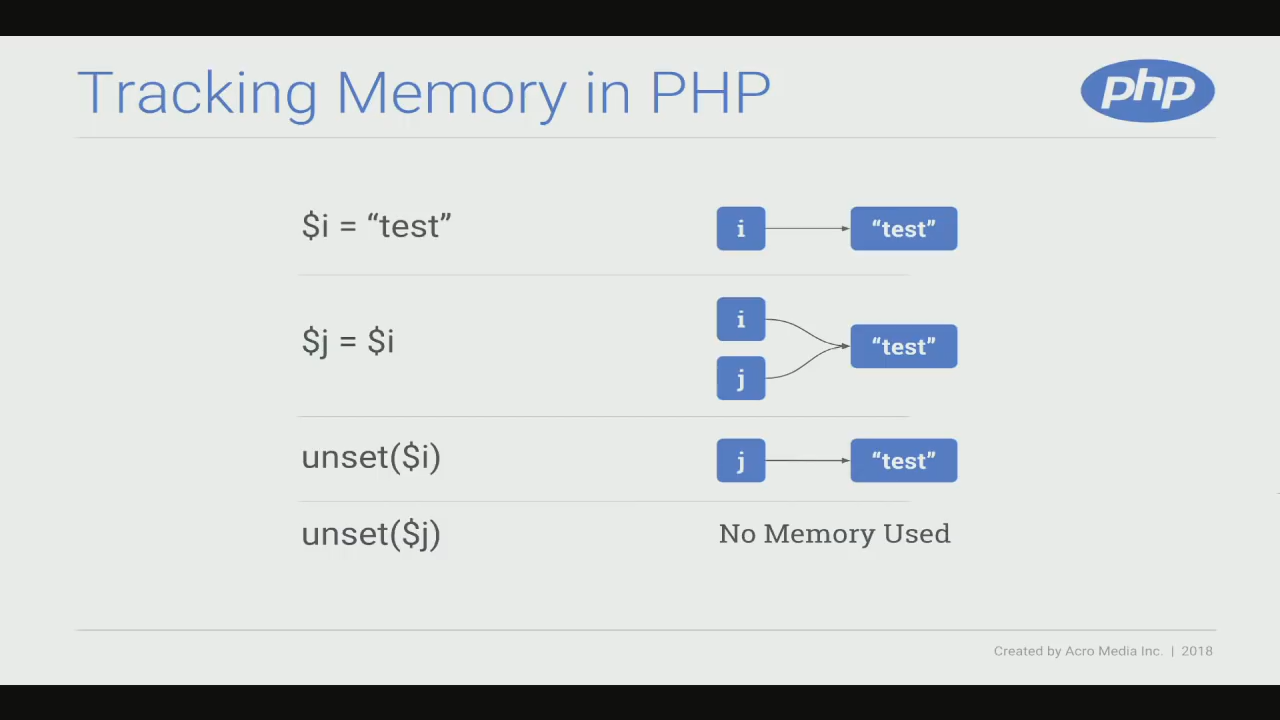 Tracking Memory in PHP
php
$i = “test”
i
“test”
$j = $i
i
j
“test”
unset($i)
j
“test”
unset($j)
No Memory Used
Created by Acro Media Inc. | 2018